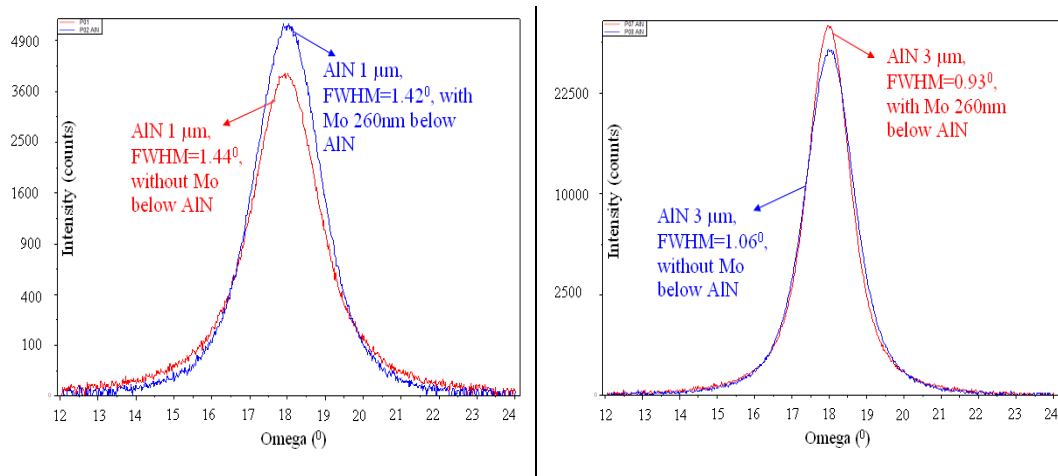 P01
P02 AlN
4900
3600
2500
1600
900
400
100
0
Intensity (counts)
AlN 1 µm,
FWHM=1.42⁰, with
Mo 260nm below
AlN
AlN 1 µm,
FWHM=1.44⁰,
without Mo
below AlN
12 13 14 15 16 17 18 19 20 21 22 23 24
Omega (⁰)
P07 AlN
P08 AlN
22500
10000
2500
0
Intensity (counts)
AlN 3 µm,
FWHM=0.93⁰,
with Mo 260nm
below AlN
AlN 3 µm,
FWHM=1.06⁰,
without Mo
below AlN
12 13 14 15 16 17 18 19 20 21 22 23 24
Omega (⁰)